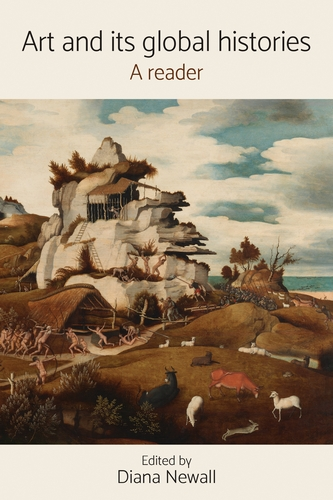 Art and its global histories
A reader
Edited by
Diana Newall